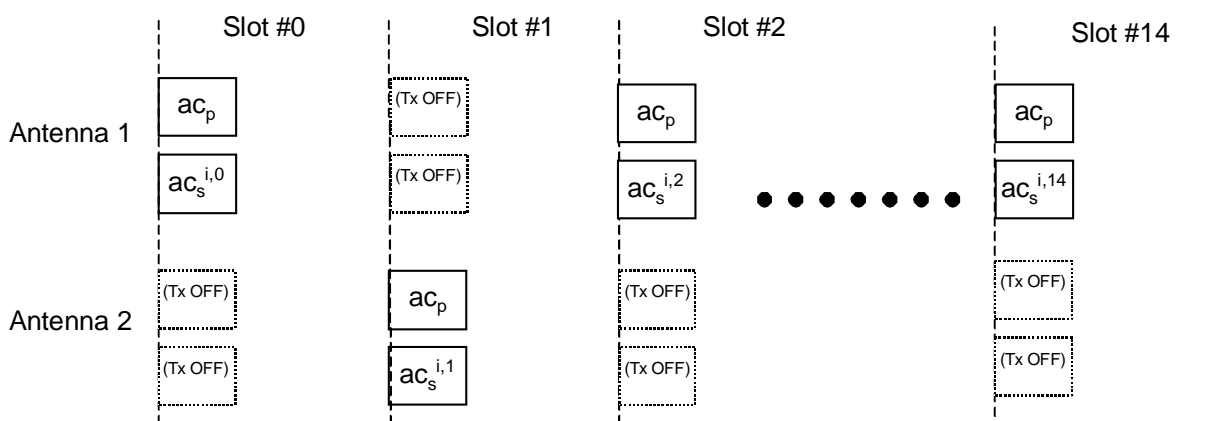 Slot #0 Slot #1 Slot #2 Slot #14
ac_p (Tx OFF) ac_p ac_p
Antenna 1
ac_s^i,0 (Tx OFF) ac_s^i,2 ac_s^i,14
(Tx OFF) ac_p (Tx OFF) (Tx OFF)
Antenna 2
(Tx OFF) ac_s^i,1 (Tx OFF) (Tx OFF)